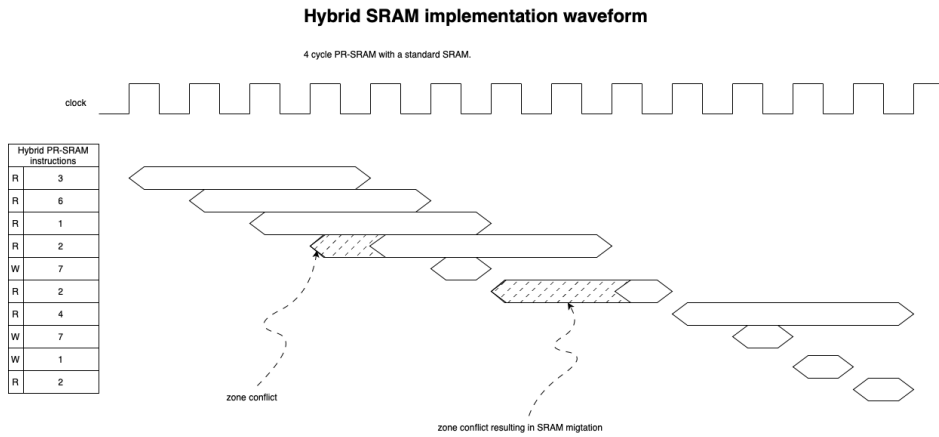 Hybrid SRAM implementation waveform
4 cycle PR-SRAM with a standard SRAM.
clock
Hybrid PR-SRAM
instructions
R 3
R 6
R 1
R 2
W 7
R 2
R 4
W 7
W 1
R 2
zone conflict
zone conflict resulting in SRAM migtation